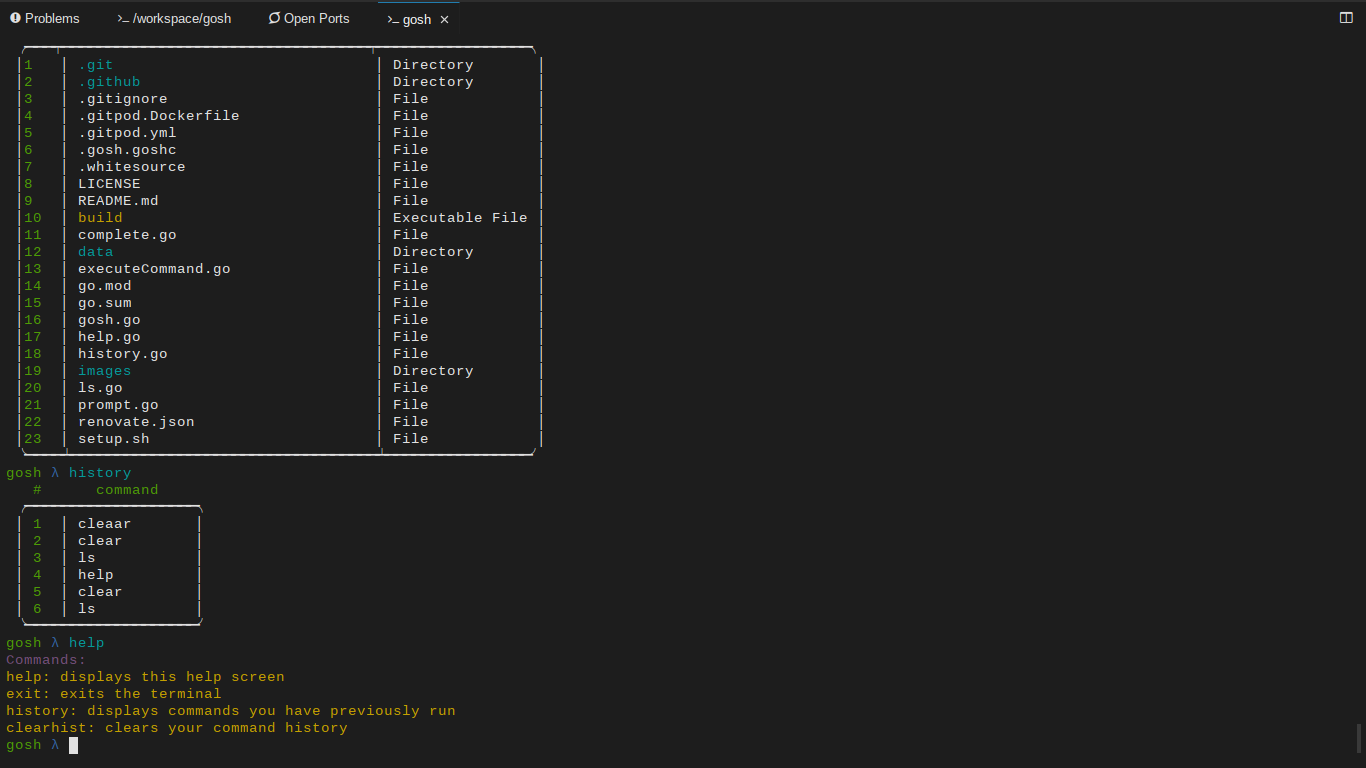 Problems >_ /workspace/gosh Open Ports >_ gosh ×
1 .git Directory
2 .github Directory
3 .gitignore File
4 .gitpod.Dockerfile File
5 .gitpod.yml File
6 .gosh.goshc File
7 .whitesource File
8 LICENSE File
9 README.md File
10 build Executable File
11 complete.go File
12 data Directory
13 executeCommand.go File
14 go.mod File
15 go.sum File
16 gosh.go File
17 help.go File
18 history.go File
19 images Directory
20 ls.go File
21 prompt.go File
22 renovate.json File
23 setup.sh File
gosh λ history
# command
1 cleaar
2 clear
3 ls
4 help
5 clear
6 ls
gosh λ help
Commands:
help: displays this help screen
exit: exits the terminal
history: displays commands you have previously run
clearhist: clears your command history
gosh λ